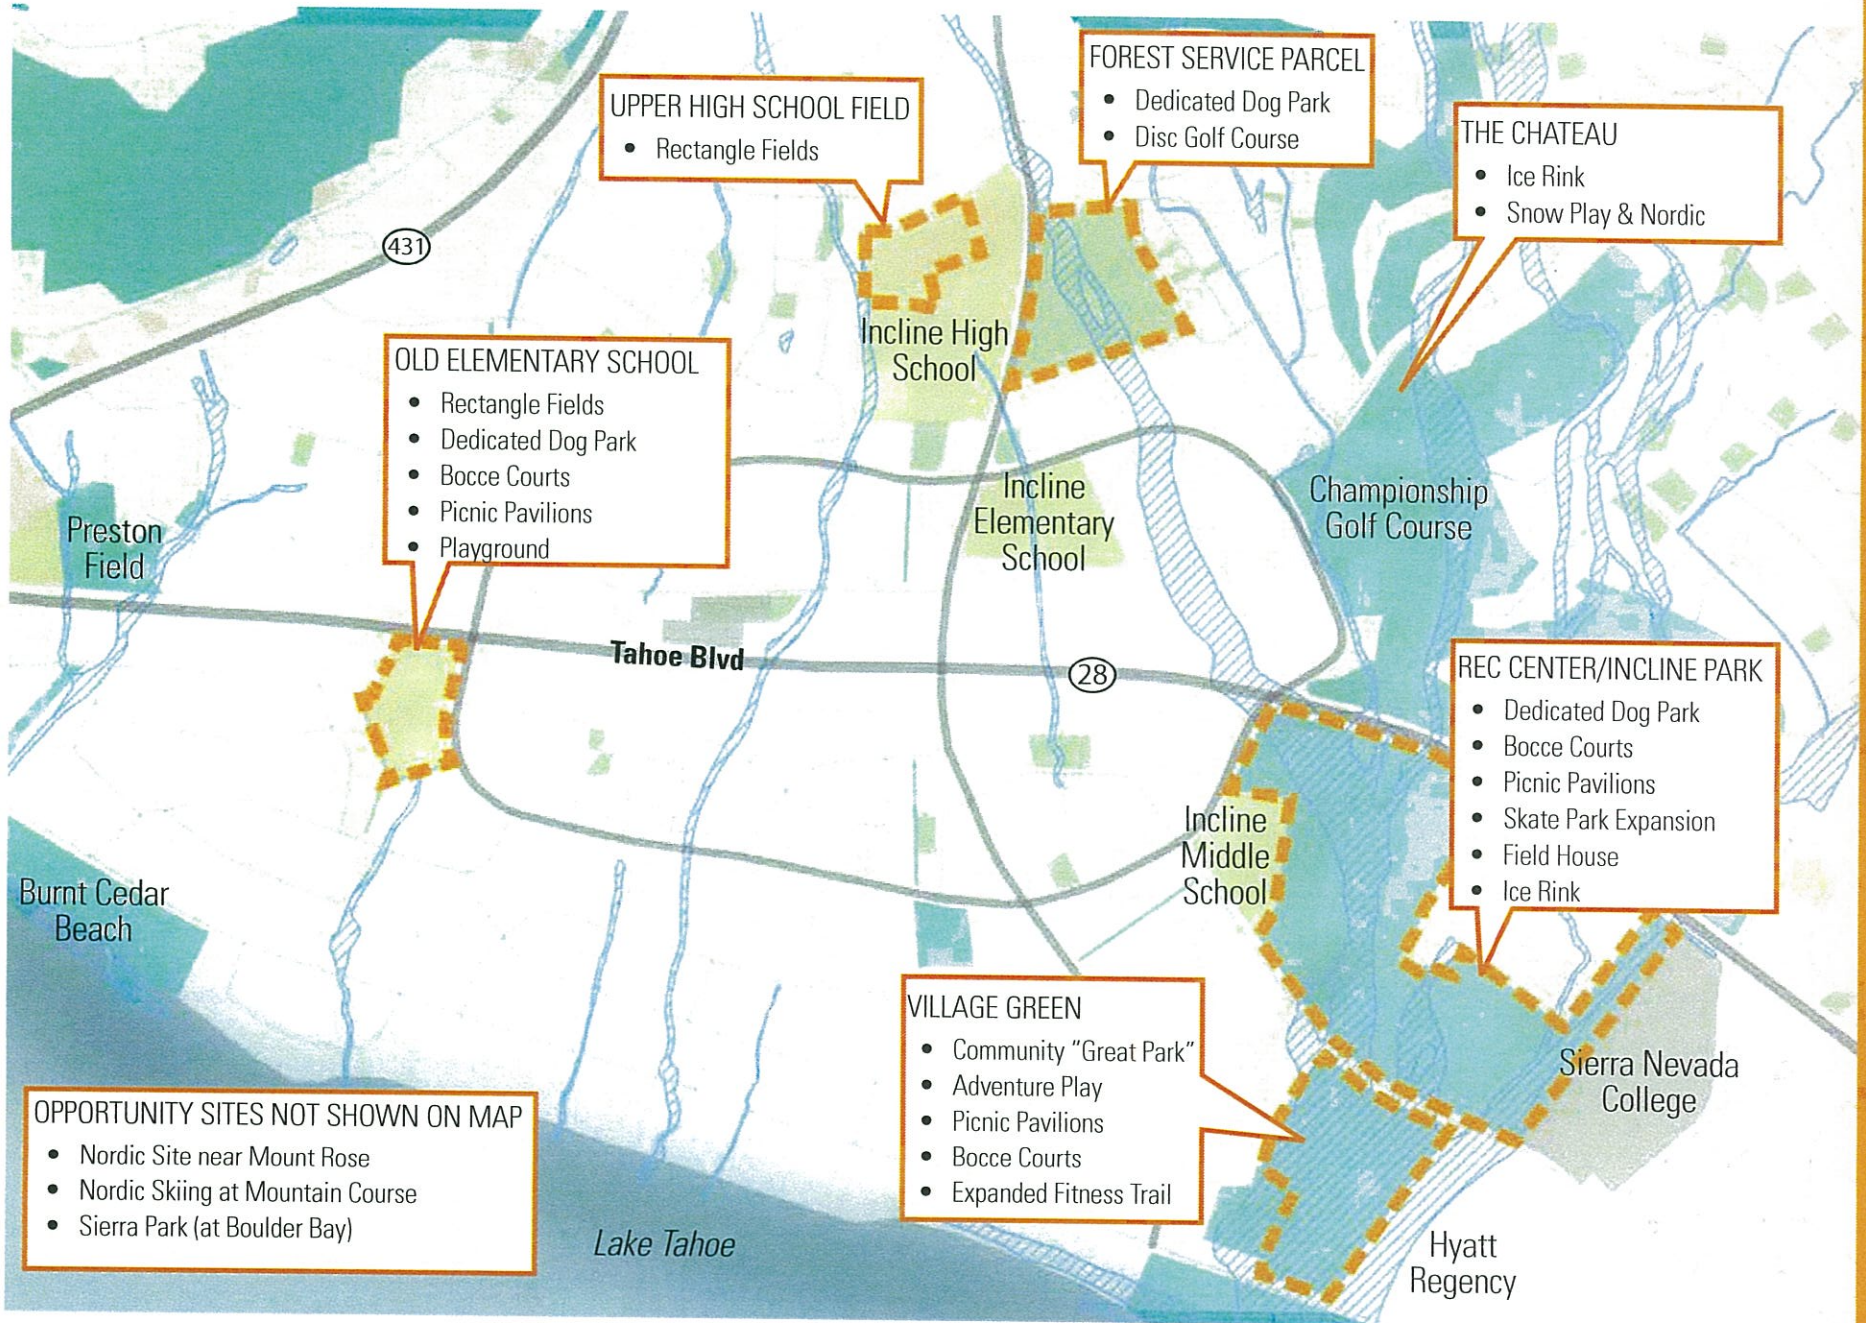 UPPER HIGH SCHOOL FIELD
• Rectangle Fields
FOREST SERVICE PARCEL
• Dedicated Dog Park
• Disc Golf Course
THE CHATEAU
• Ice Rink
• Snow Play & Nordic
431
OLD ELEMENTARY SCHOOL
• Rectangle Fields
• Dedicated Dog Park
• Bocce Courts
• Picnic Pavilions
• Playground
Incline High
School
Preston
Field
Incline
Elementary
School
Championship
Golf Course
Tahoe Blvd
28
REC CENTER/INCLINE PARK
• Dedicated Dog Park
• Bocce Courts
• Picnic Pavilions
• Skate Park Expansion
• Field House
• Ice Rink
Incline
Middle
School
Burnt Cedar
Beach
VILLAGE GREEN
• Community "Great Park"
• Adventure Play
• Picnic Pavilions
• Bocce Courts
• Expanded Fitness Trail
Sierra Nevada
College
OPPORTUNITY SITES NOT SHOWN ON MAP
• Nordic Site near Mount Rose
• Nordic Skiing at Mountain Course
• Sierra Park (at Boulder Bay)
Lake Tahoe
Hyatt
Regency